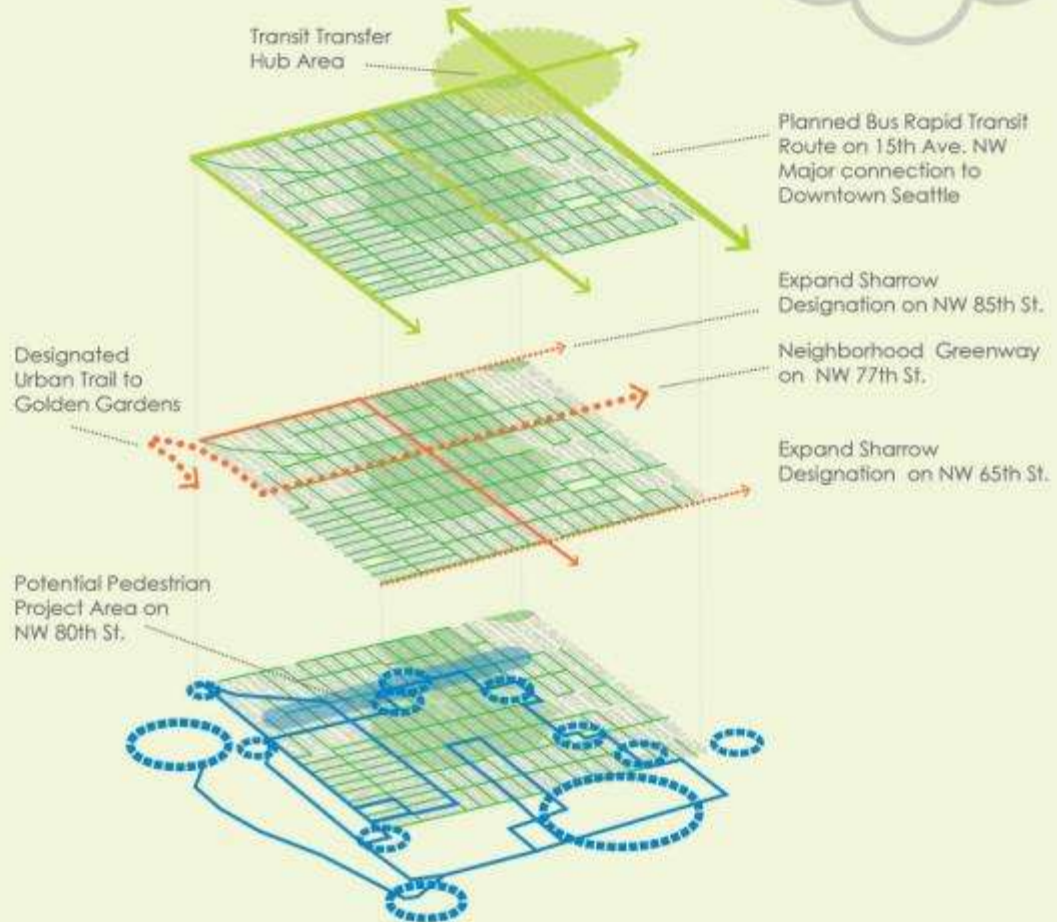 Transit Transfer
Hub Area
Planned Bus Rapid Transit
Route on 15th Ave. NW
Major connection to
Downtown Seattle
Expand Sharrow
Designation on NW 85th St.
Designated
Urban Trail to
Golden Gardens
Neighborhood Greenway
on NW 77th St.
Expand Sharrow
Designation on NW 65th St.
Potential Pedestrian
Project Area on
NW 80th St.